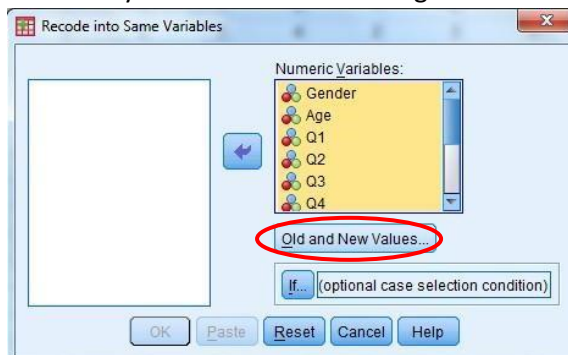 Recode into Same Variables
Numeric Variables:
Gender
Age
Q1
Q2
Q3
Q4
Old and New Values...
If... (optional case selection condition)
OK Paste Reset Cancel Help